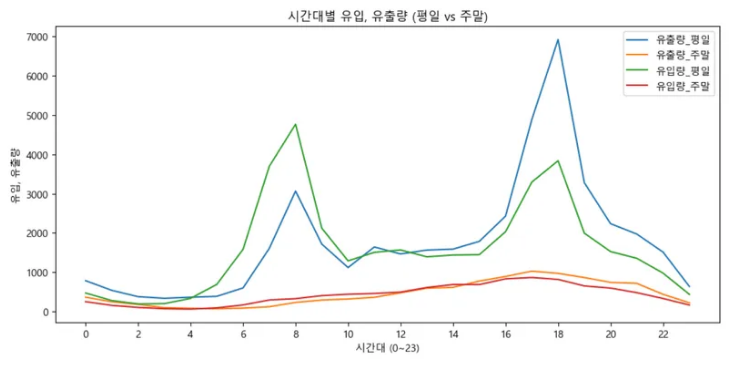 시간대별 유입, 유출량 (평일 vs 주말)
유출량_평일
유출량_주말
유입량_평일
유입량_주말
유입, 유출량
7000
6000
5000
4000
3000
2000
1000
0
0 2 4 6 8 10 12 14 16 18 20 22
시간대 (0~23)